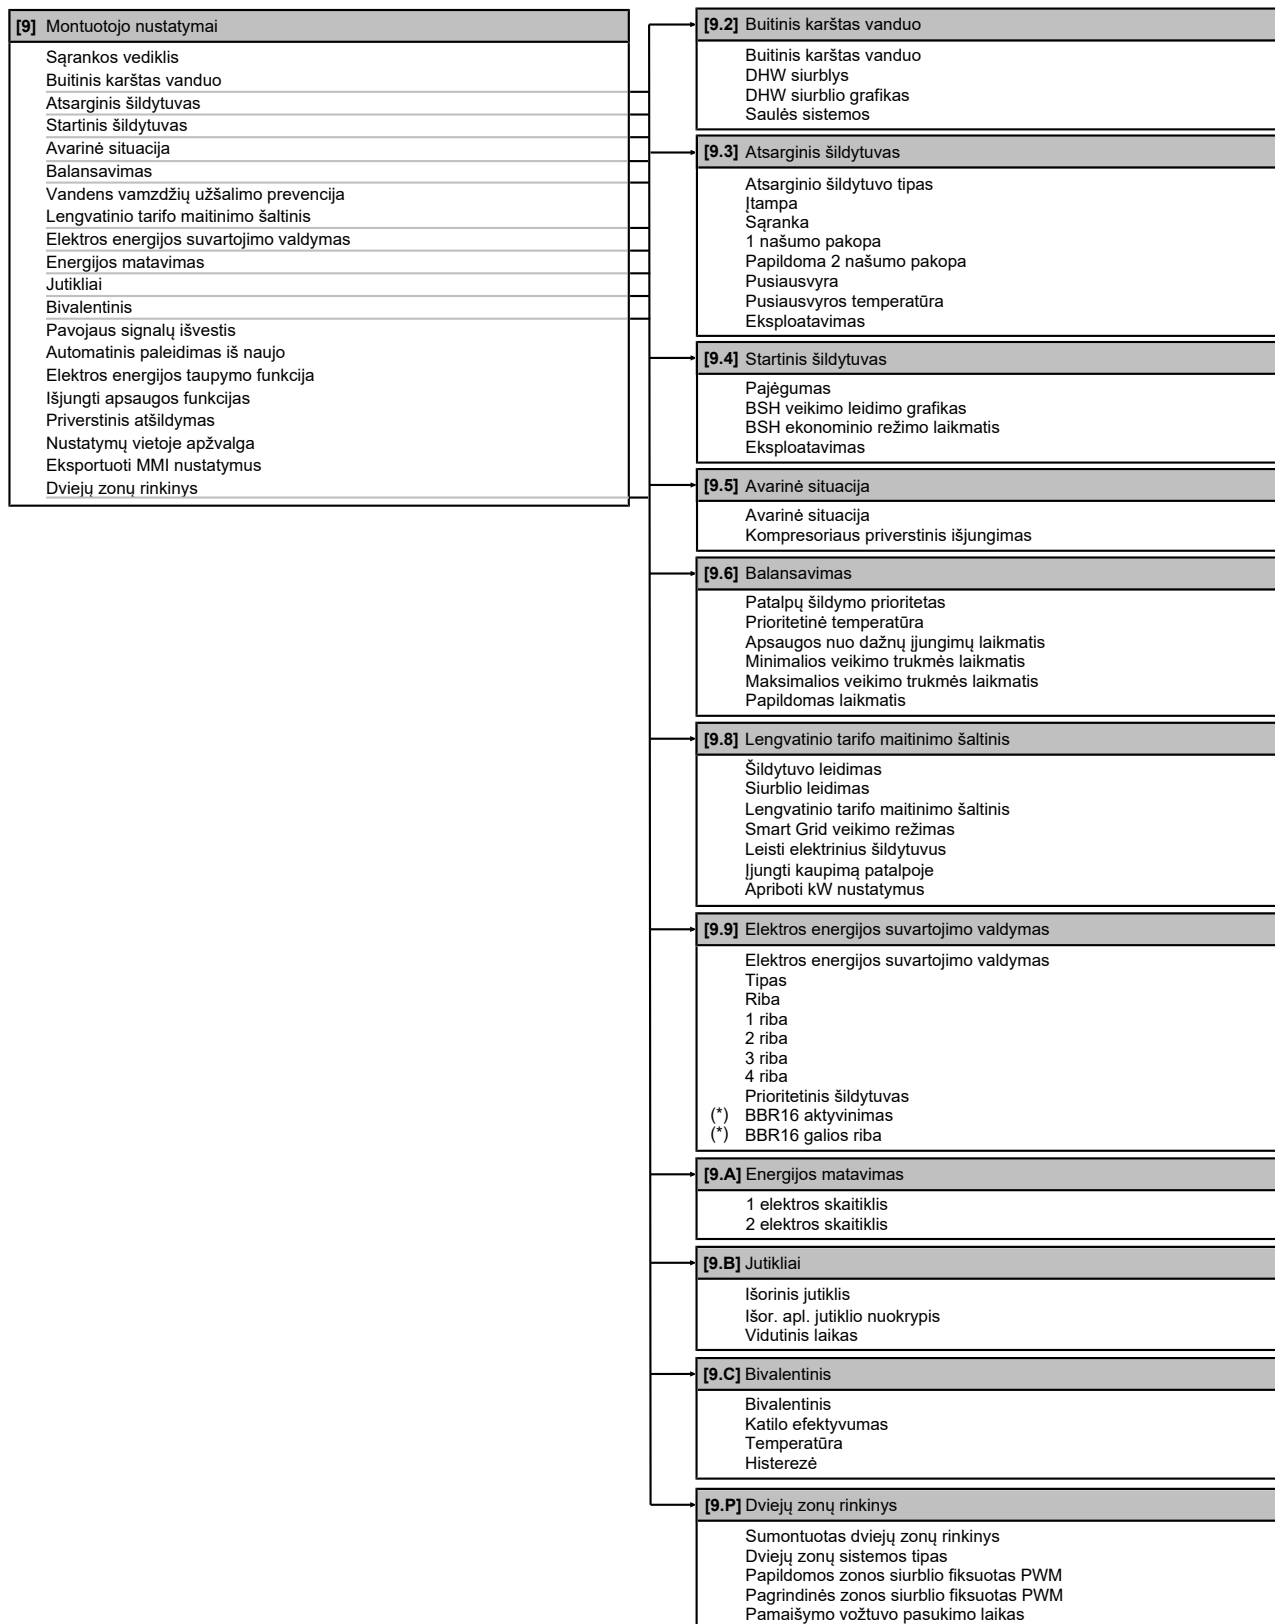 [9] Montuotojo nustatymai
Sąrankos vediklis
Buitinis karštas vanduo
Atsarginis šildytuvas
Startinis šildytuvas
Avarinė situacija
Balansavimas
Vandens vamzdžių užšalimo prevencija
Lengvatinio tarifo maitinimo šaltinis
Elektros energijos suvartojimo valdymas
Energijos matavimas
Jutikliai
Bivalentinis
Pavojaus signalų išvestis
Automatinis paleidimas iš naujo
Elektros energijos taupymo funkcija
Išjungti apsaugos funkcijas
Priverstinis atšildymas
Nustatymų vietoje apžvalga
Eksportuoti MMI nustatymus
Dviejų zonų rinkinys
[9.2] Buitinis karštas vanduo
Buitinis karštas vanduo
DHW siurblys
DHW siurblio grafikas
Saulės sistemos
[9.3] Atsarginis šildytuvas
Atsarginio šildytuvo tipas
Įtampa
Sąranka
1 našumo pakopa
Papildoma 2 našumo pakopa
Pusiausvyra
Pusiausvyros temperatūra
Eksploatavimas
[9.4] Startinis šildytuvas
Pajėgumas
BSH veikimo leidimo grafikas
BSH ekonominio režimo laikmatis
Eksploatavimas
[9.5] Avarinė situacija
Avarinė situacija
Kompresoriaus priverstinis išjungimas
[9.6] Balansavimas
Patalpų šildymo prioritetas
Prioritetinė temperatūra
Apsaugos nuo dažnų įjungimų laikmatis
Minimalios veikimo trukmės laikmatis
Maksimalios veikimo trukmės laikmatis
Papildomas laikmatis
[9.8] Lengvatinio tarifo maitinimo šaltinis
Šildytuvo leidimas
Siurblio leidimas
Lengvatinio tarifo maitinimo šaltinis
Smart Grid veikimo režimas
Leisti elektrinius šildytuvus
Įjungti kaupimą patalpoje
Apriboti kW nustatymus
[9.9] Elektros energijos suvartojimo valdymas
Elektros energijos suvartojimo valdymas
Tipas
Riba
1 riba
2 riba
3 riba
4 riba
Prioritetinis šildytuvas
(*) BBR16 aktyvinimas
(*) BBR16 galios riba
[9.A] Energijos matavimas
1 elektros skaitiklis
2 elektros skaitiklis
[9.B] Jutikliai
Išorinis jutiklis
Išor. apl. jutiklio nuokrypis
Vidutinis laikas
[9.C] Bivalentinis
Bivalentinis
Katilo efektyvumas
Temperatūra
Histerezė
[9.P] Dviejų zonų rinkinys
Sumontuotas dviejų zonų rinkinys
Dviejų zonų sistemos tipas
Papildomos zonos siurblio fiksuotas PWM
Pagrindinės zonos siurblio fiksuotas PWM
Pamaišymo vožtuvo pasukimo laikas